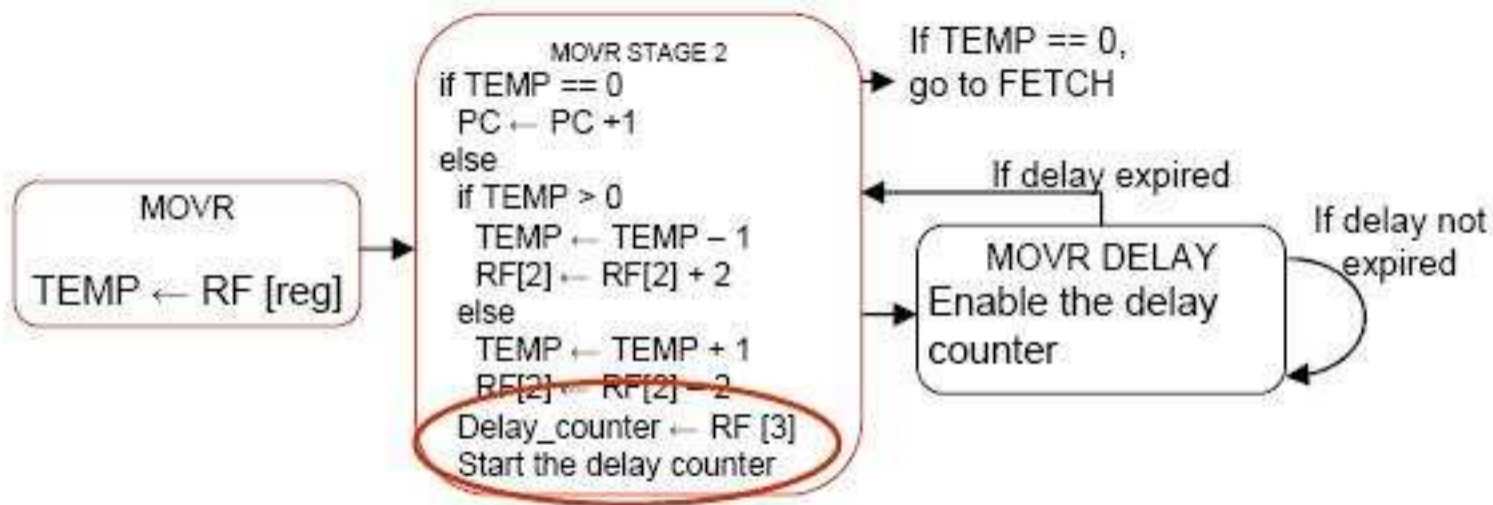 MOVR
TEMP ← RF [reg]
MOVR STAGE 2
if TEMP == 0
PC ← PC +1
else
if TEMP > 0
TEMP ← TEMP – 1
RF[2] ← RF[2] + 2
else
TEMP ← TEMP + 1
RF[2] ← RF[2] – 2
Delay_counter ← RF [3]
Start the delay counter
If TEMP == 0,
go to FETCH
If delay expired
MOVR DELAY
Enable the delay
counter
If delay not
expired